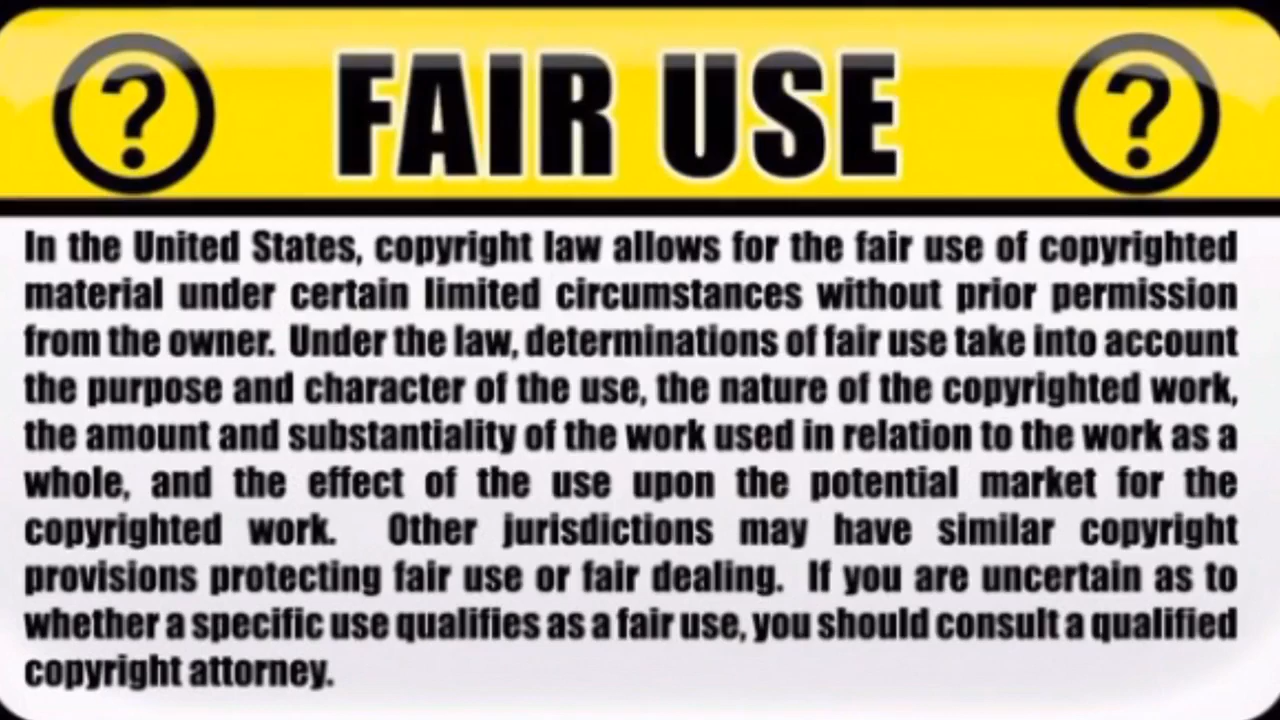 ? FAIR USE ?
In the United States, copyright law allows for the fair use of copyrighted
material under certain limited circumstances without prior permission
from the owner. Under the law, determinations of fair use take into account
the purpose and character of the use, the nature of the copyrighted work,
the amount and substantiality of the work used in relation to the work as a
whole, and the effect of the use upon the potential market for the
copyrighted work. Other jurisdictions may have similar copyright
provisions protecting fair use or fair dealing. If you are uncertain as to
whether a specific use qualifies as a fair use, you should consult a qualified
copyright attorney.